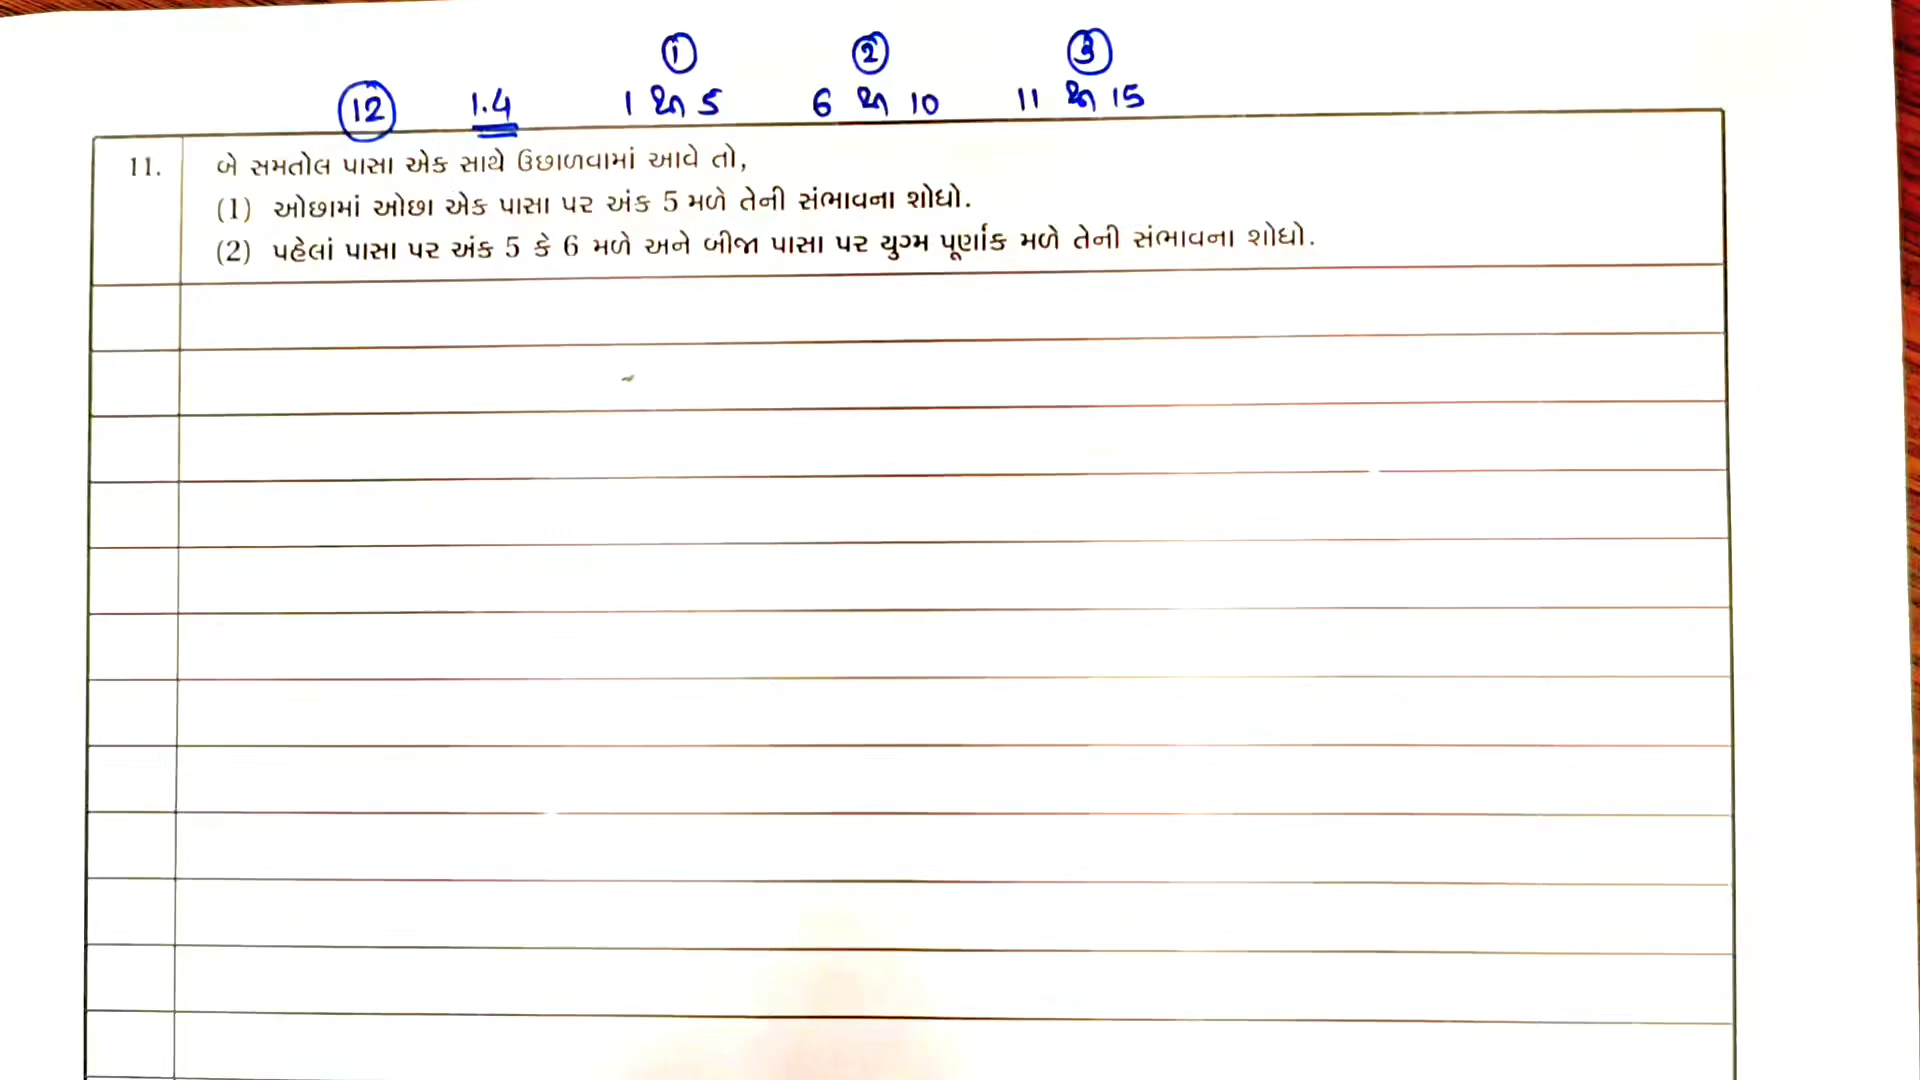 ① ② ③
⑫ 1.4 1 થી 5 6 થી 10 11 થી 15
11. બે સમતોલ પાસા એક સાથે ઉછાળવામાં આવે તો,
(1) ઓછામાં ઓછા એક પાસા પર અંક 5 મળે તેની સંભાવના શોધો.
(2) પહેલાં પાસા પર અંક 5 કે 6 મળે અને બીજા પાસા પર યુગ્મ પૂર્ણાંક મળે તેની સંભાવના શોધો.